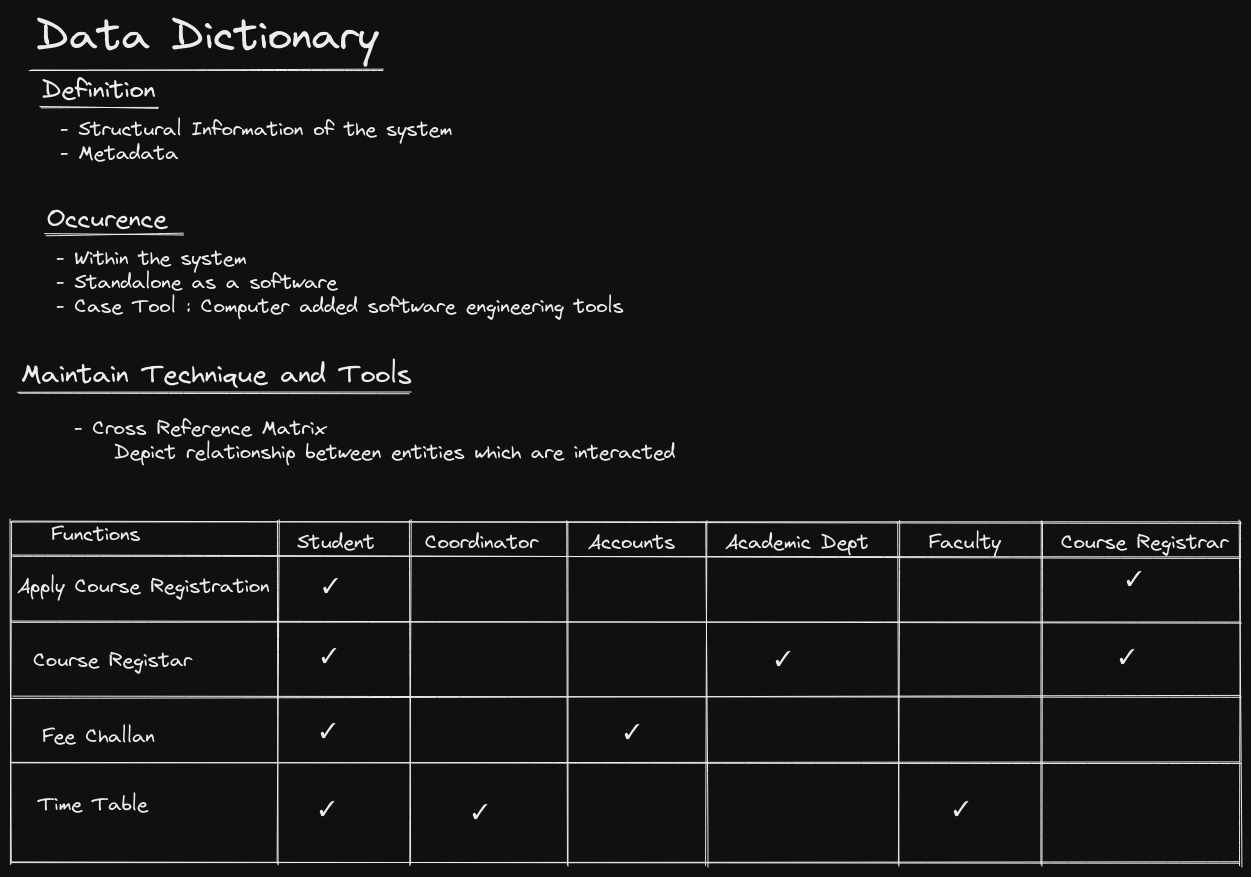 Data Dictionary
Definition
- Structural Information of the system
- Metadata
Occurence
- Within the system
- Standalone as a software
- Case Tool : Computer added software engineering tools
Maintain Technique and Tools
- Cross Reference Matrix
Depict relationship between entities which are interacted
Functions Student Coordinator Accounts Academic Dept Faculty Course Registrar
Apply Course Registration ✓ ✓
Course Registar ✓ ✓ ✓
Fee Challan ✓ ✓
Time Table ✓ ✓ ✓